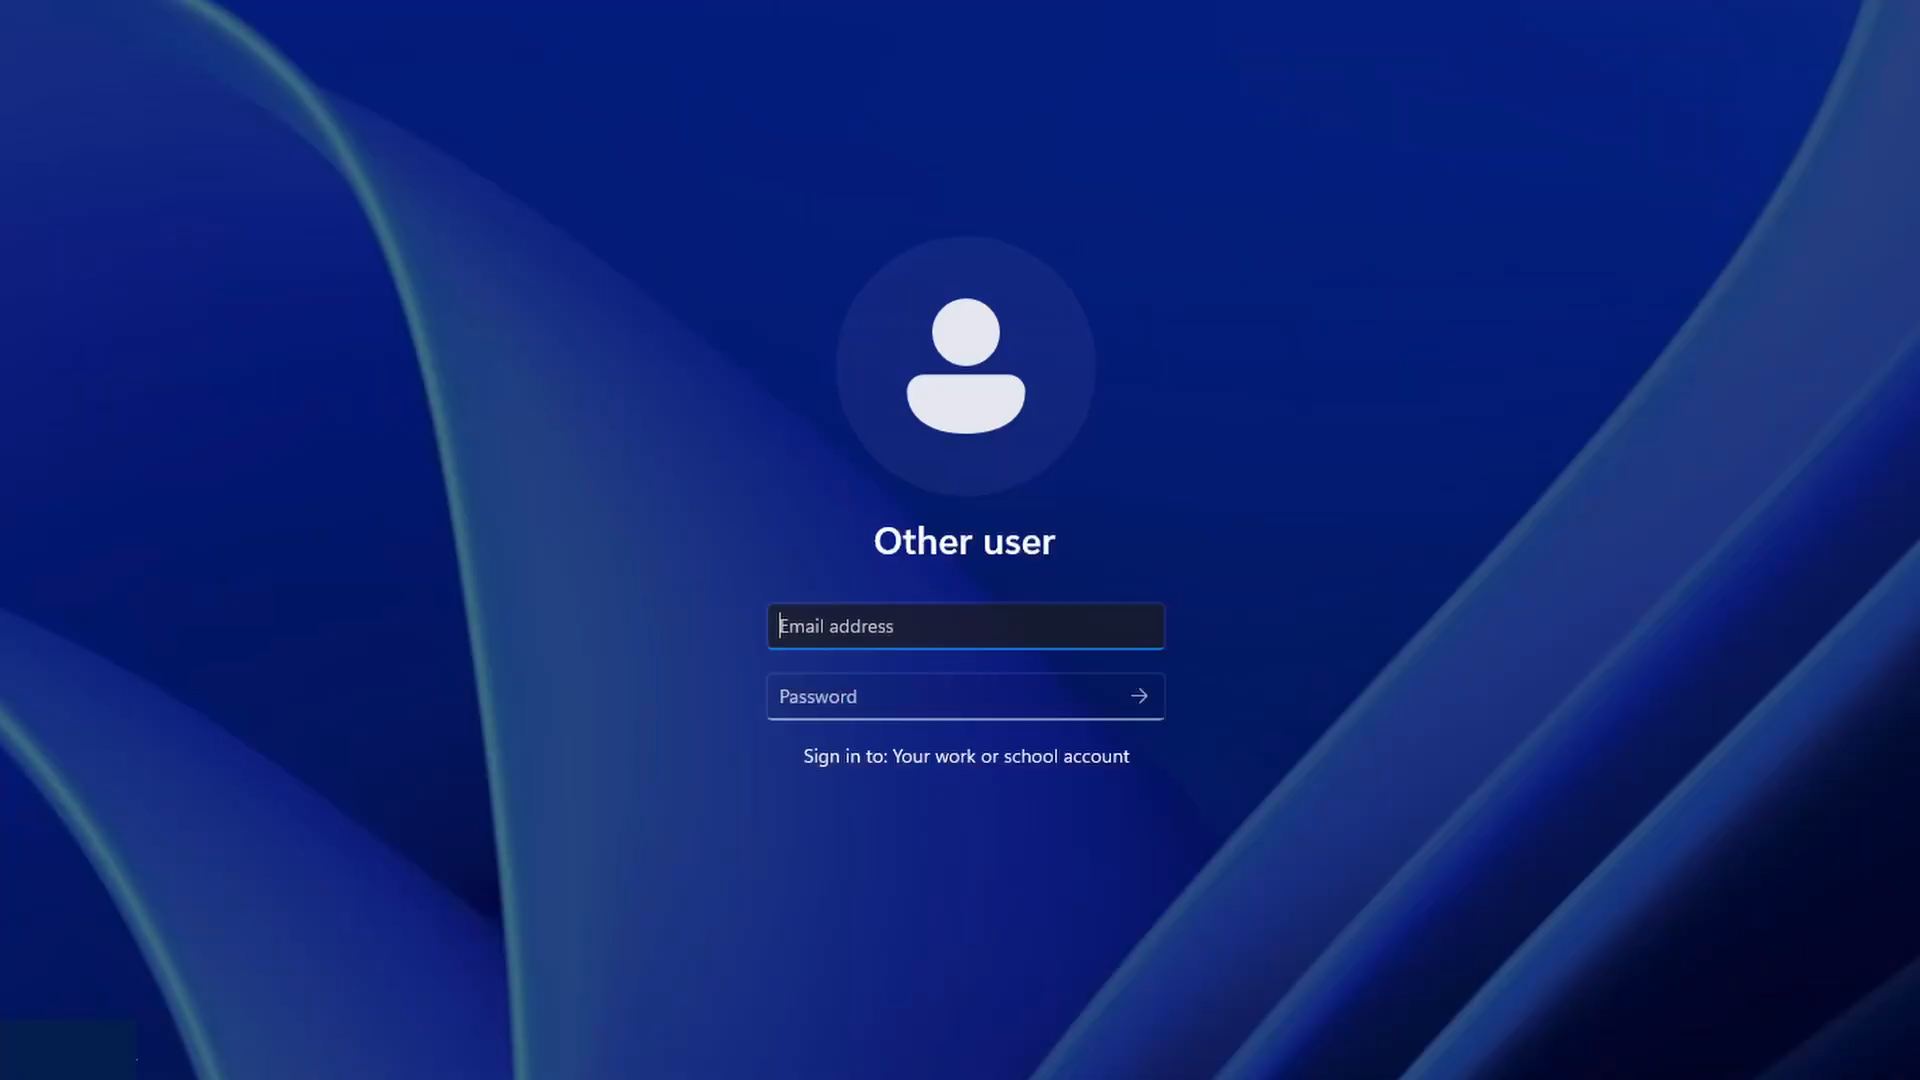 Other user
Email address
Password
Sign in to: Your work or school account